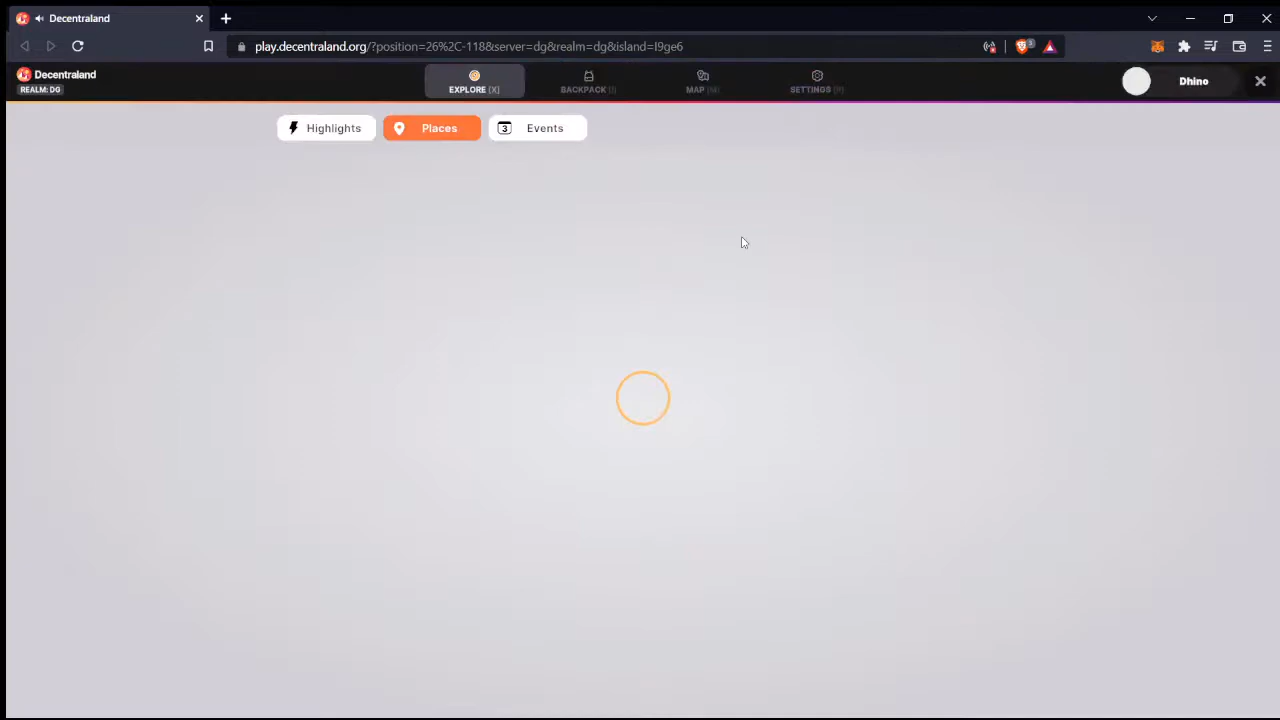 Decentraland
play.decentraland.org/?position=26%2C-118&server=dg&realm=dg&island=I9ge6
3
Decentraland
REALM: DG
EXPLORE [X]
BACKPACK [I]
MAP [M]
SETTINGS
Dhino
Highlights
Places
3 Events